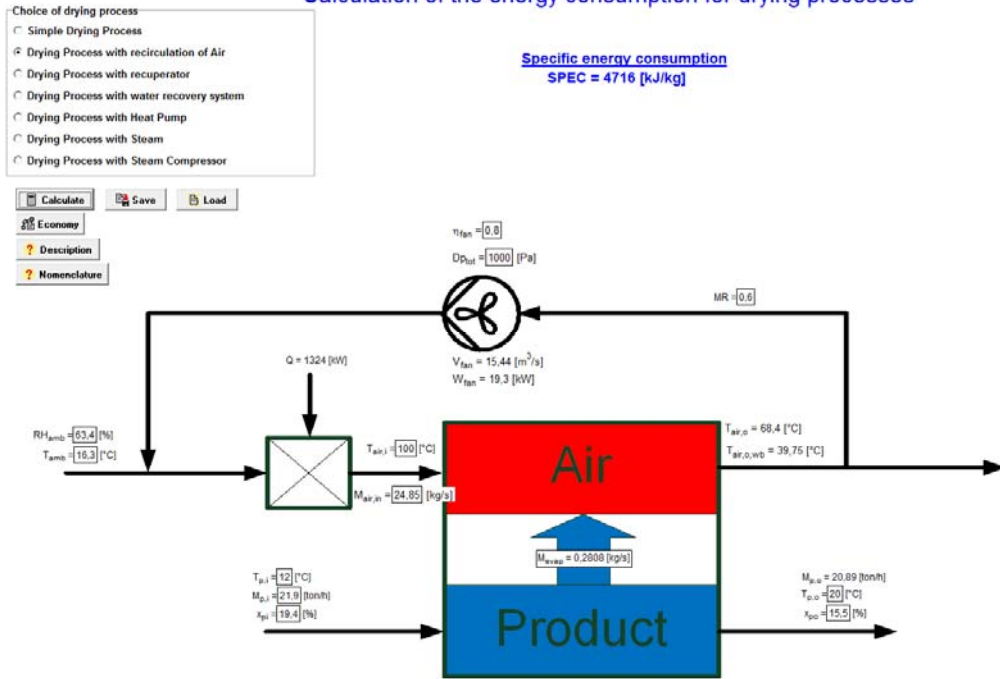 Calculation of the energy consumption for drying processes
Choice of drying process
Simple Drying Process
Drying Process with recirculation of Air
Drying Process with recuperator
Drying Process with water recovery system
Drying Process with Heat Pump
Drying Process with Steam
Drying Process with Steam Compressor
Specific energy consumption
SPEC = 4716 [kJ/kg]
Calculate
Save
Load
Economy
? Description
? Nomenclature
ηfan = 0,8
Dptot = 1000 [Pa]
MR = 0,6
Vfan = 15,44 [m³/s]
Wfan = 19,3 [kW]
Q = 1324 [kW]
RHamb = 63,4 [%]
Tamb = 16,3 [°C]
Tair,i = 100 [°C]
Mair,in = 24,85 [kg/s]
Air
Tair,o = 68,4 [°C]
Tair,o,wb = 39,75 [°C]
Mevap = 0,2808 [kg/s]
Tp,i = 12 [°C]
Mp,i = 21,9 [ton/h]
xpi = 19,4 [%]
Product
Mp,o = 20,89 [ton/h]
Tp,o = 20 [°C]
xpo = 15,5 [%]